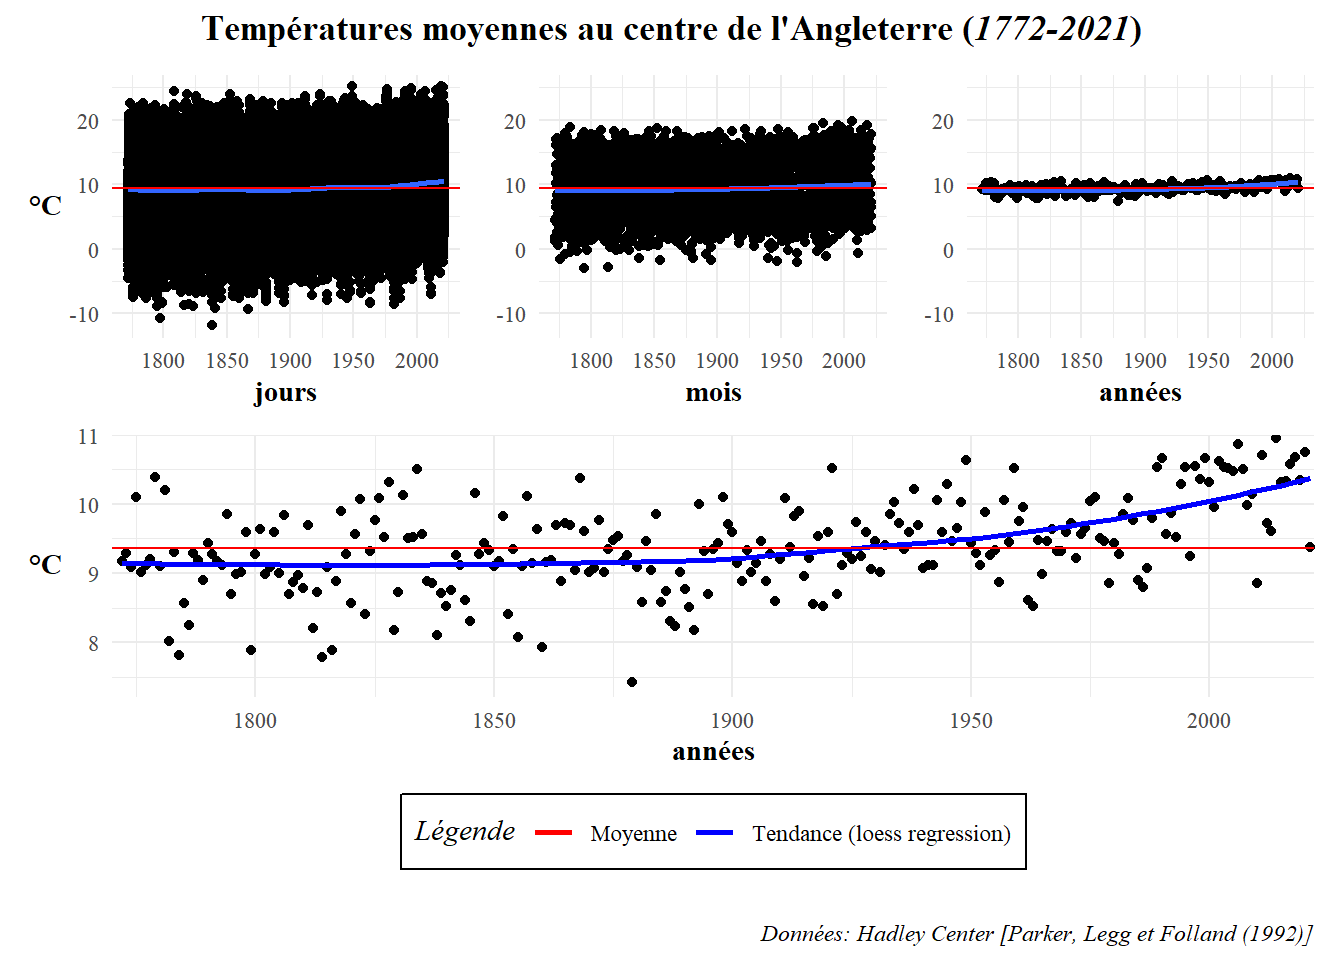 Températures moyennes au centre de l'Angleterre (1772-2021)
°C
20
10
0
-10
1800 1850 1900 1950 2000
jours
20
10
0
-10
1800 1850 1900 1950 2000
mois
20
10
0
-10
1800 1850 1900 1950 2000
années
°C
11
10
9
8
1800 1850 1900 1950 2000
années
Légende Moyenne Tendance (loess regression)
Données: Hadley Center [Parker, Legg et Folland (1992)]